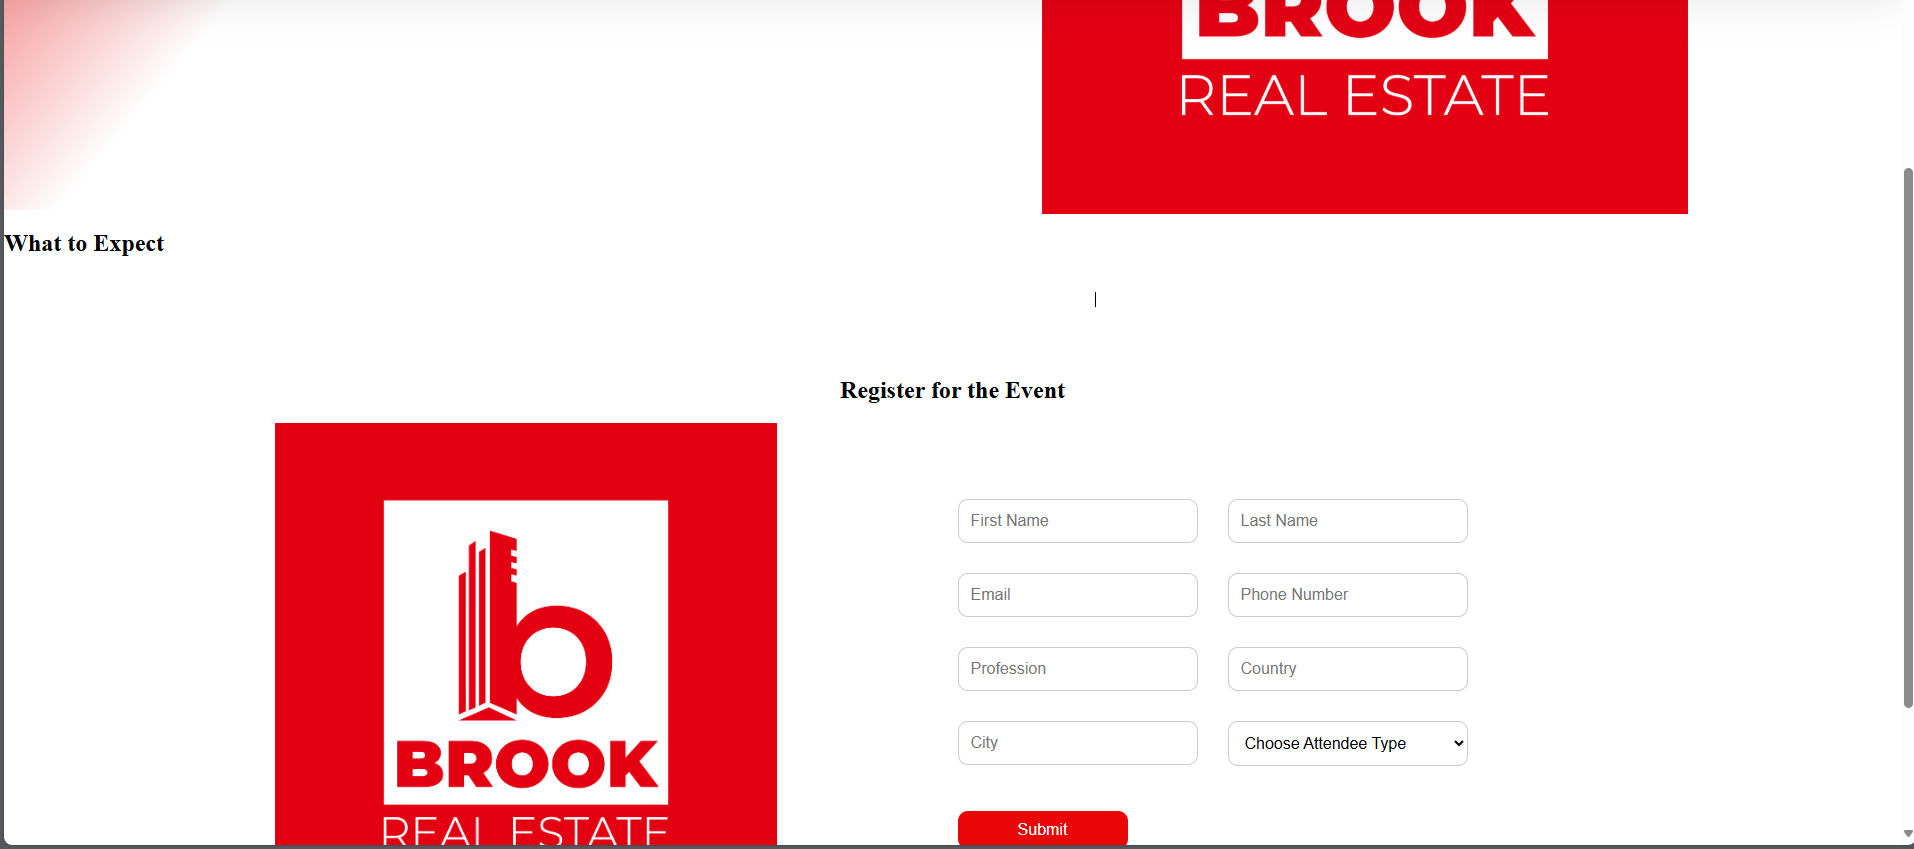 BROOK
REAL ESTATE
What to Expect
Register for the Event
b
BROOK
REAL ESTATE
First Name
Last Name
Email
Phone Number
Profession
Country
City
Choose Attendee Type
Submit